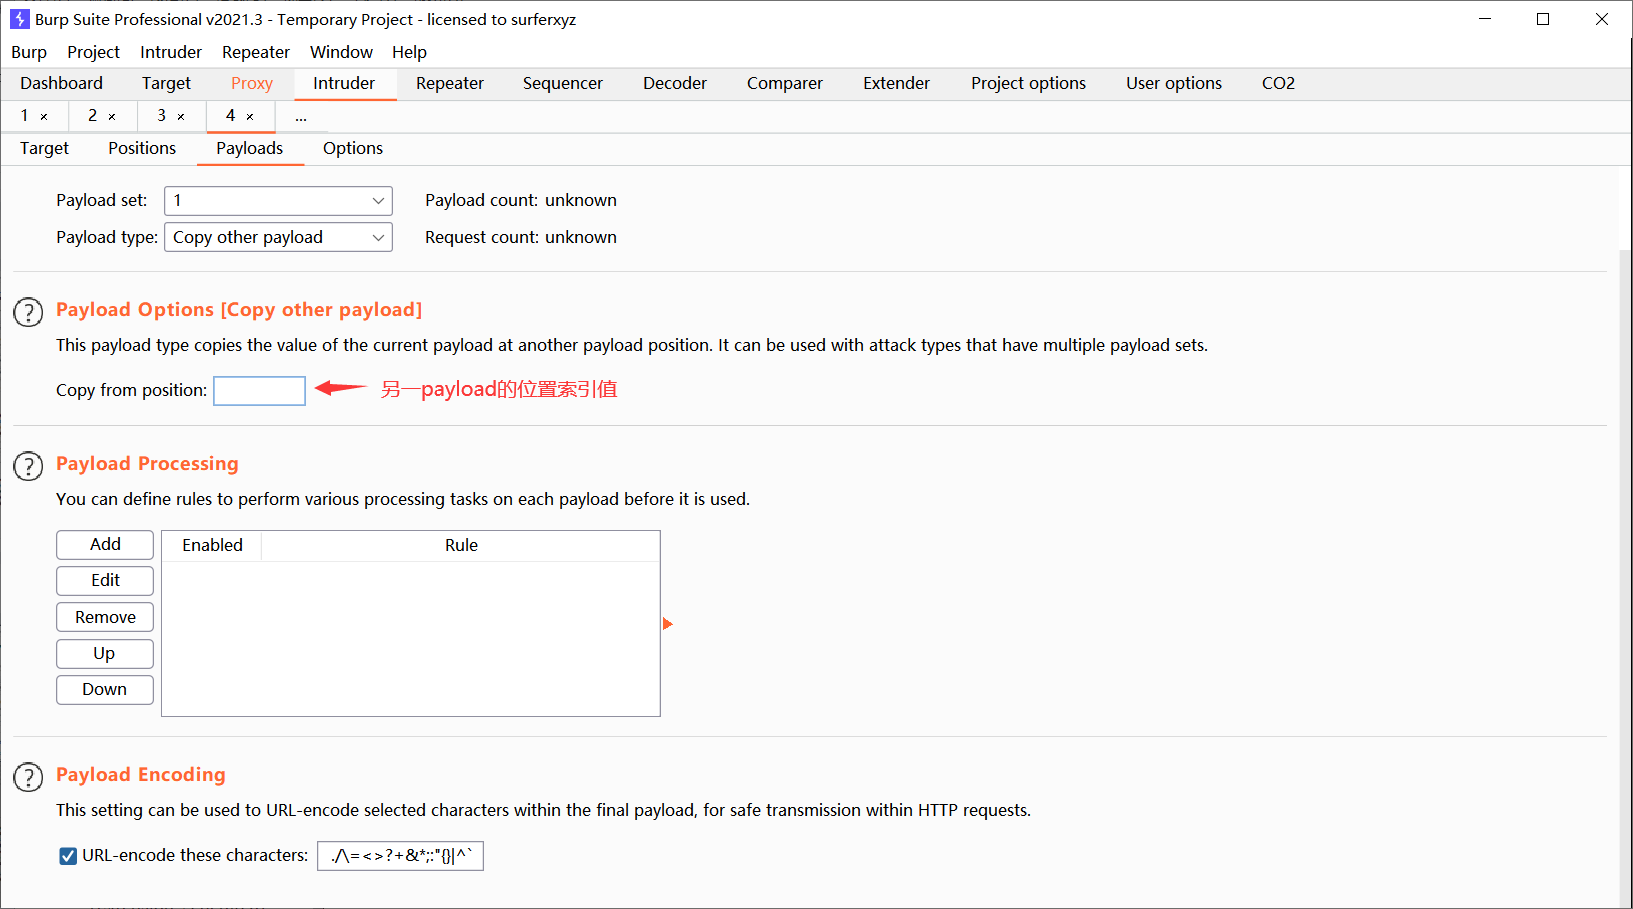 Burp Suite Professional v2021.3 - Temporary Project - licensed to surferxyz
Burp Project Intruder Repeater Window Help
Dashboard Target Proxy Intruder Repeater Sequencer Decoder Comparer Extender Project options User options CO2
1 × 2 × 3 × 4 × ...
Target Positions Payloads Options
Payload set: 1 Payload count: unknown
Payload type: Copy other payload Request count: unknown
? Payload Options [Copy other payload]
This payload type copies the value of the current payload at another payload position. It can be used with attack types that have multiple payload sets.
Copy from position: 另一payload的位置索引值
? Payload Processing
You can define rules to perform various processing tasks on each payload before it is used.
Add Enabled Rule
Edit
Remove
Up
Down
? Payload Encoding
This setting can be used to URL-encode selected characters within the final payload, for safe transmission within HTTP requests.
URL-encode these characters: ./\=<>?+&*;:"{}|^`